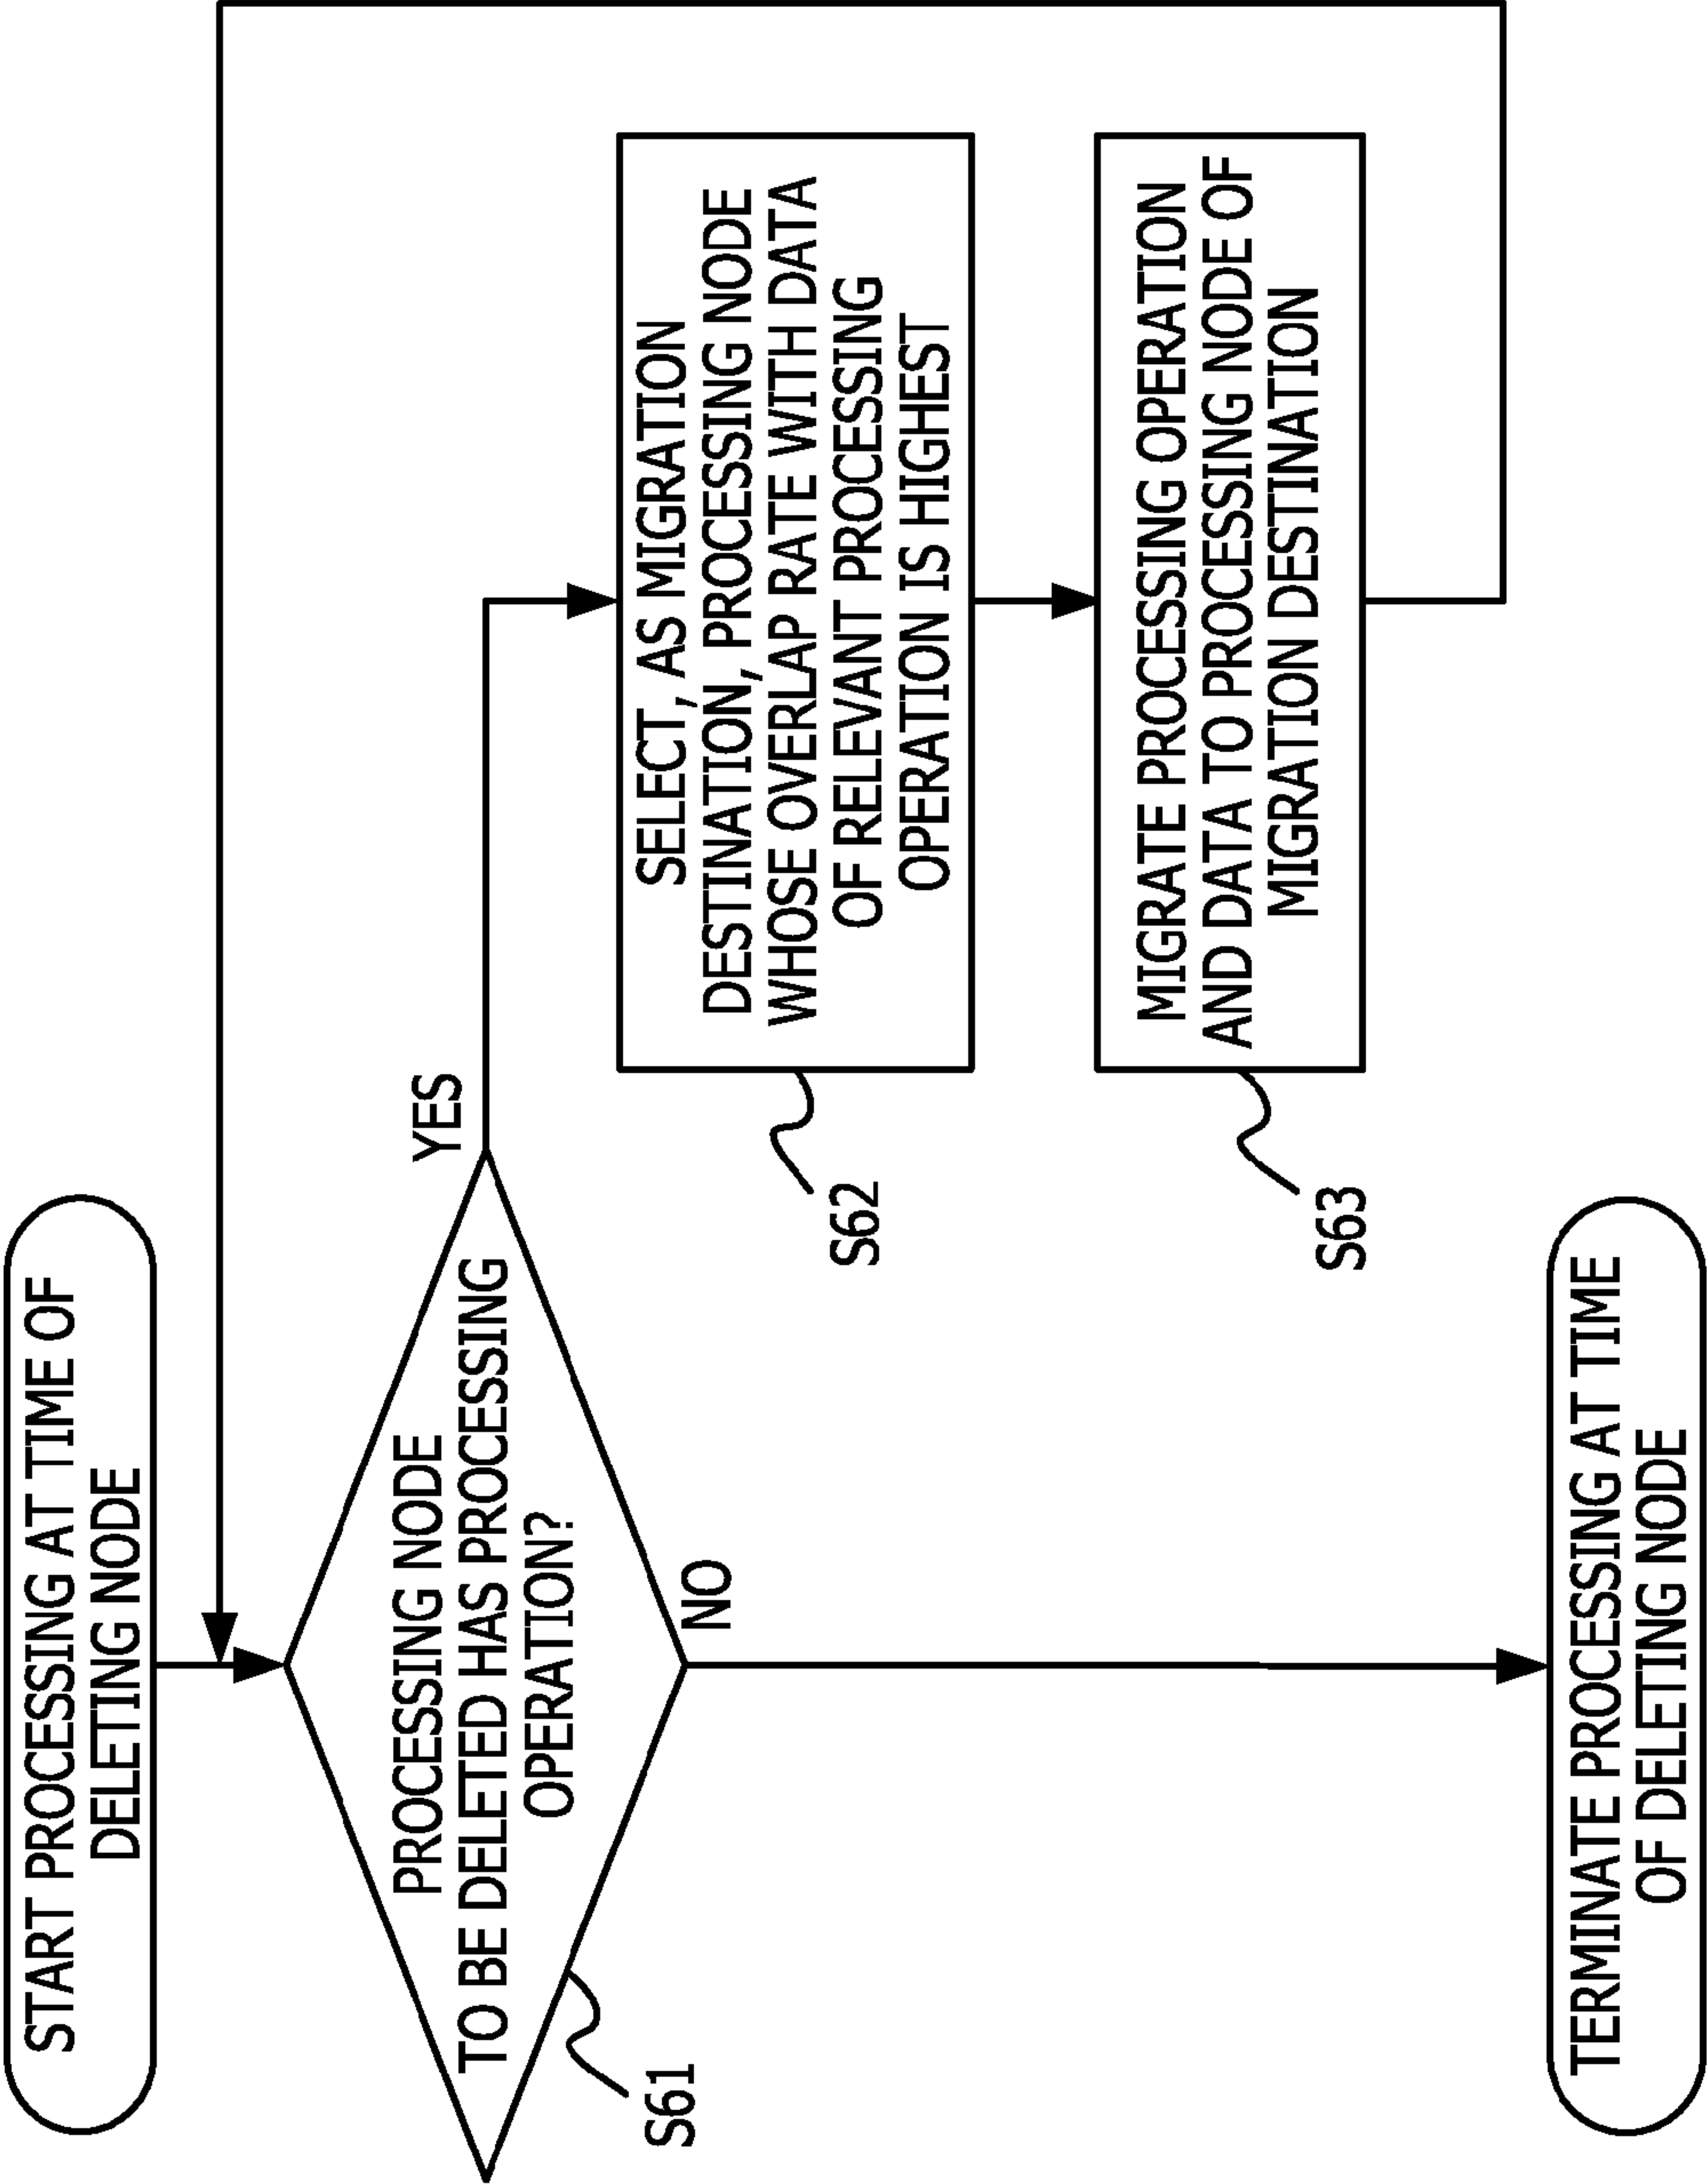 START PROCESSING AT TIME OF
DELETING NODE
PROCESSING NODE
TO BE DELETED HAS PROCESSING
OPERATION?
S61
YES
NO
SELECT, AS MIGRATION
DESTINATION, PROCESSING NODE
WHOSE OVERLAP RATE WITH DATA
OF RELEVANT PROCESSING
OPERATION IS HIGHEST
S62
MIGRATE PROCESSING OPERATION
AND DATA TO PROCESSING NODE OF
MIGRATION DESTINATION
S63
TERMINATE PROCESSING AT TIME
OF DELETING NODE